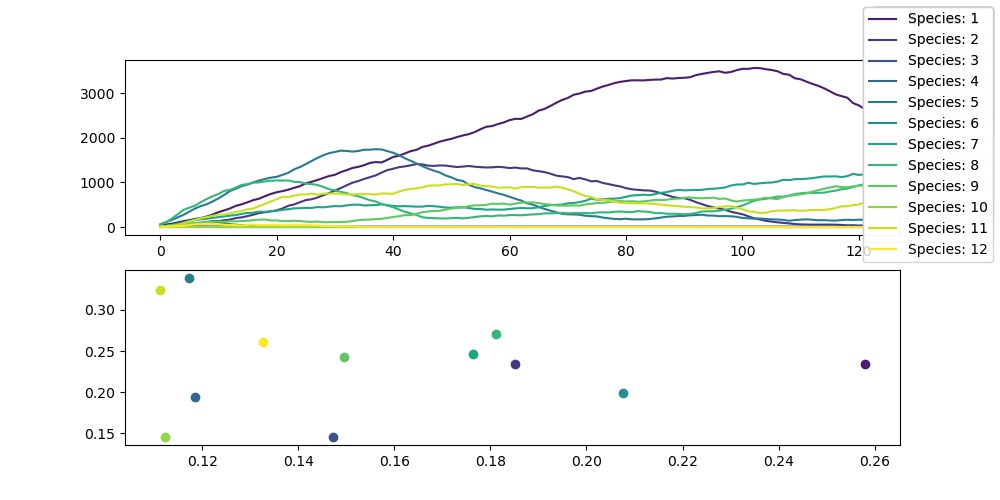 Species: 1
Species: 2
Species: 3
Species: 4
Species: 5
Species: 6
Species: 7
Species: 8
Species: 9
Species: 10
Species: 11
Species: 12
3000
2000
1000
0
0 20 40 60 80 100 120
0.30
0.25
0.20
0.15
0.12 0.14 0.16 0.18 0.20 0.22 0.24 0.26